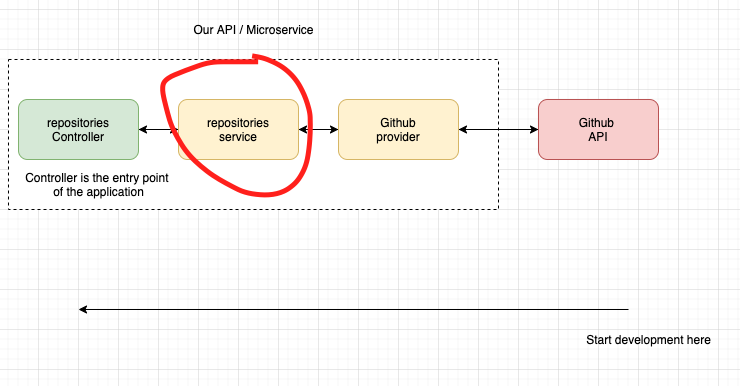 Our API / Microservice
repositories
Controller
repositories
service
Github
provider
Github
API
Controller is the entry point
of the application
Start development here